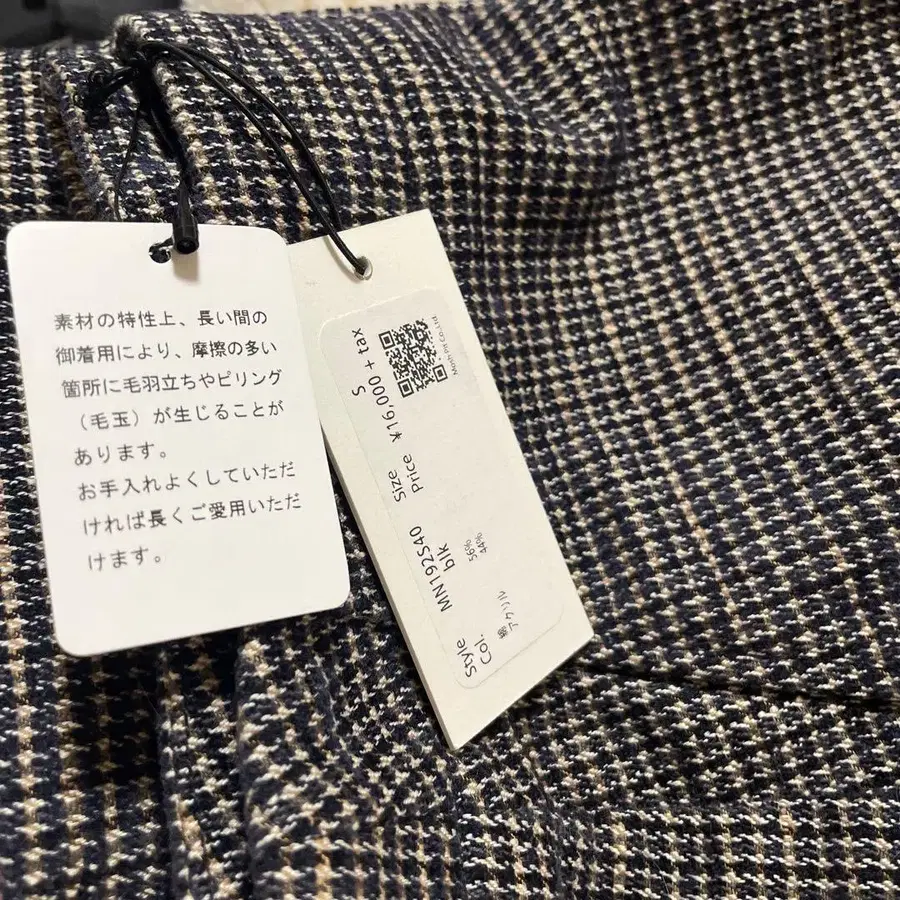 素材の特性上、長い間の
御着用により、摩擦の多い
箇所に毛羽立ちやピリング
（毛玉）が生じることが
あります。
お手入れよくしていただ
ければ長くご愛用いただ
けます。
Style MN192S40 Size S
Col. blk Price ¥16,000 + tax
綿 56%
アクリル 44%
Co.,Ltd